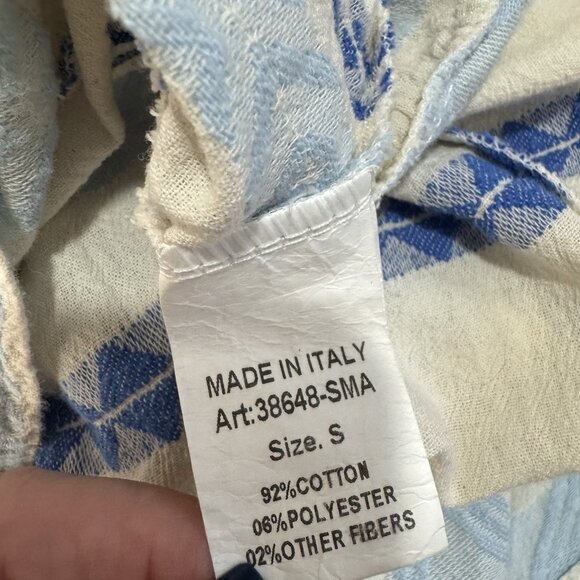 MADE IN ITALY
Art:38648-SMA
Size. S
92%COTTON
06%POLYESTER
02%OTHER FIBERS